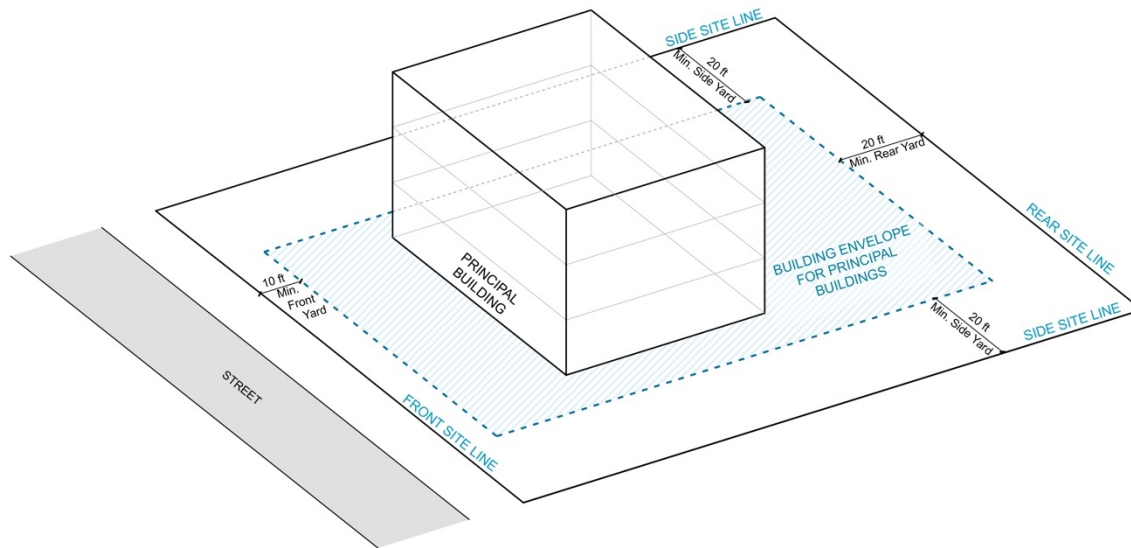 SIDE SITE LINE
20 ft
Min. Side Yard
20 ft
Min. Rear Yard
REAR SITE LINE
BUILDING ENVELOPE
FOR PRINCIPAL
BUILDINGS
PRINCIPAL
BUILDING
10 ft
Min.
Front
Yard
20 ft
Min. Side Yard
SIDE SITE LINE
STREET
FRONT SITE LINE